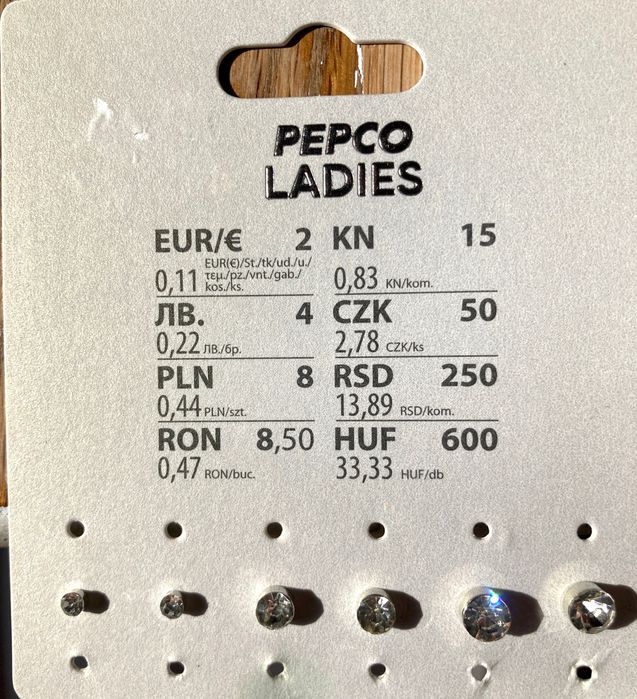 PEPCO
LADIES
EUR/€ 2
0,11 EUR(€)/St./tk/ud./u./
τεμ./pz./vnt./gab./
kos./ks.
KN 15
0,83 KN/kom.
ЛВ. 4
0,22 ЛВ./бр.
CZK 50
2,78 CZK/ks
PLN 8
0,44 PLN/szt.
RSD 250
13,89 RSD/kom.
RON 8,50
0,47 RON/buc.
HUF 600
33,33 HUF/db